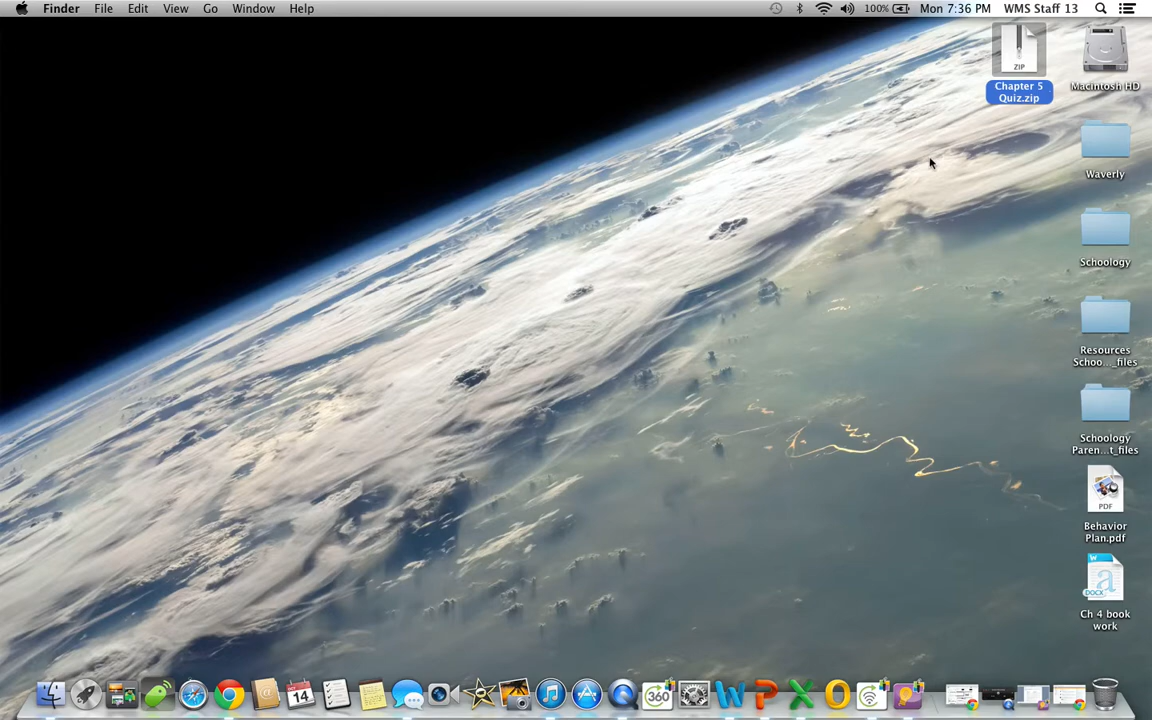 Finder File Edit View Go Window Help
100% Mon 7:36 PM WMS Staff 13
ZIP
Chapter 5
Quiz.zip
Macintosh HD
Waverly
Schoology
Resources
Schoo..._files
Schoology
Paren...t_files
PDF
Behavior
Plan.pdf
W
a
DOCX
Ch 4 book
work
14
360
W P X O